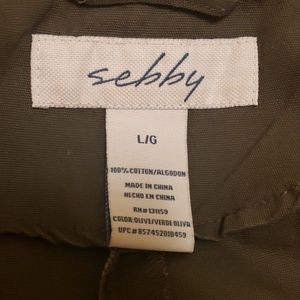 sebby
L/G
100% COTTON/ALGODON
MADE IN CHINA
HECHO EN CHINA
RN# 131159
COLOR:OLIVE/VERDE OLIVA
UPC# 857452010459